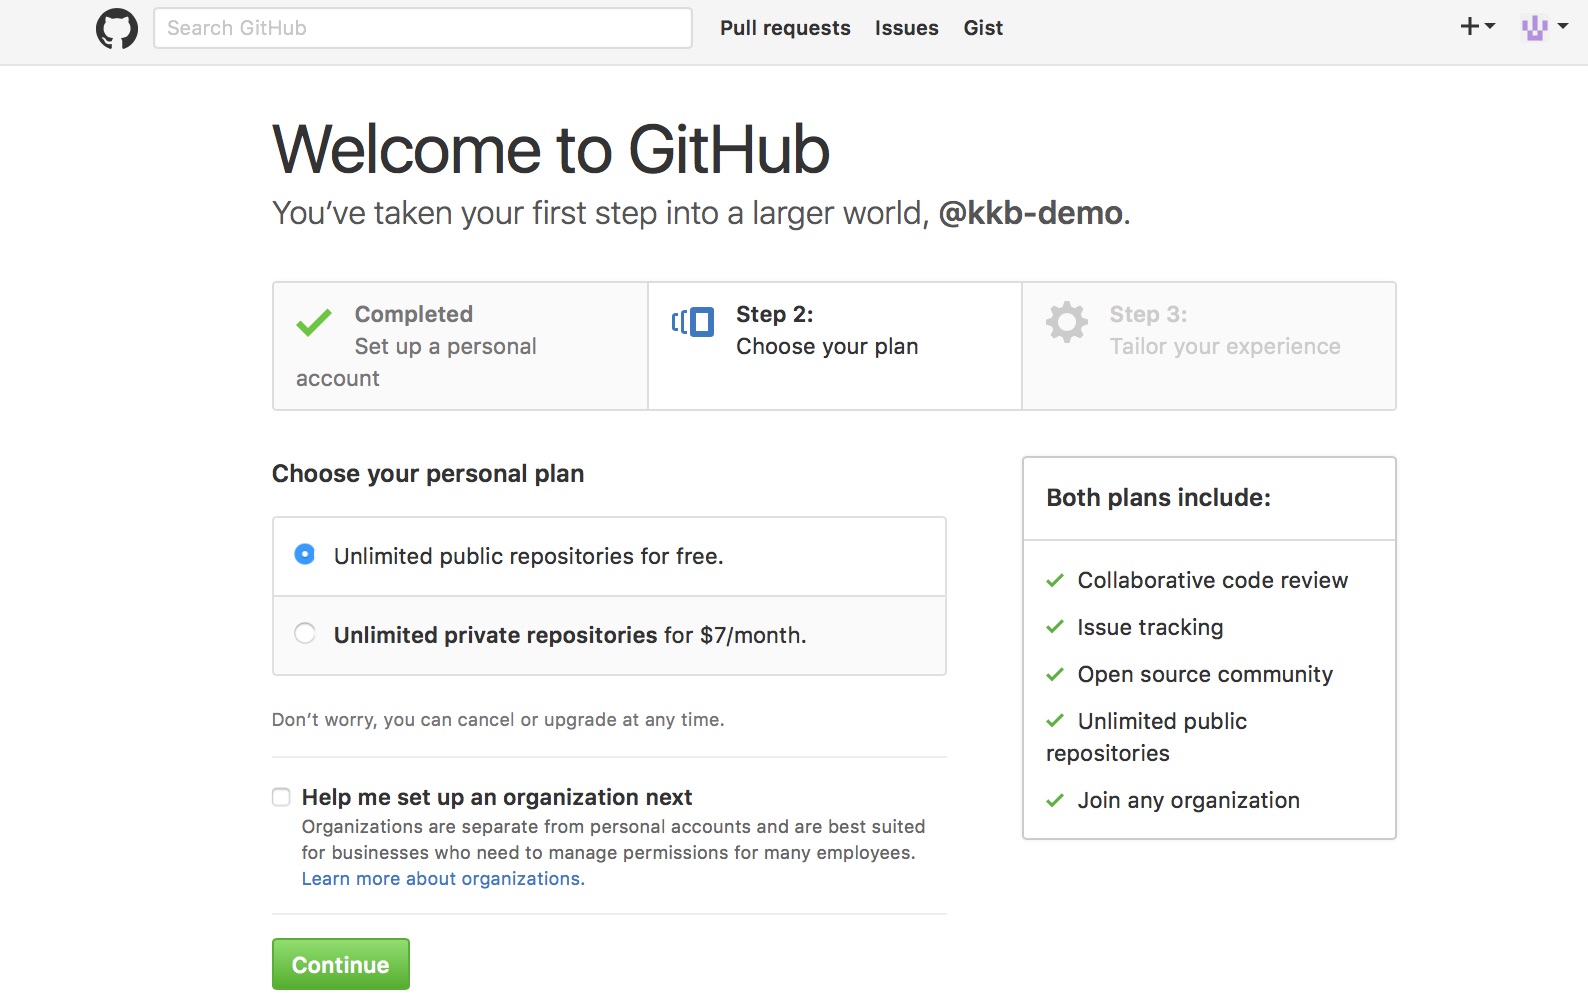 Search GitHub
Pull requests Issues Gist
Welcome to GitHub
You’ve taken your first step into a larger world, @kkb-demo.
Completed
Set up a personal
account
Step 2:
Choose your plan
Step 3:
Tailor your experience
Choose your personal plan
Unlimited public repositories for free.
Unlimited private repositories for $7/month.
Don’t worry, you can cancel or upgrade at any time.
Help me set up an organization next
Organizations are separate from personal accounts and are best suited
for businesses who need to manage permissions for many employees.
Learn more about organizations.
Continue
Both plans include:
Collaborative code review
Issue tracking
Open source community
Unlimited public
repositories
Join any organization